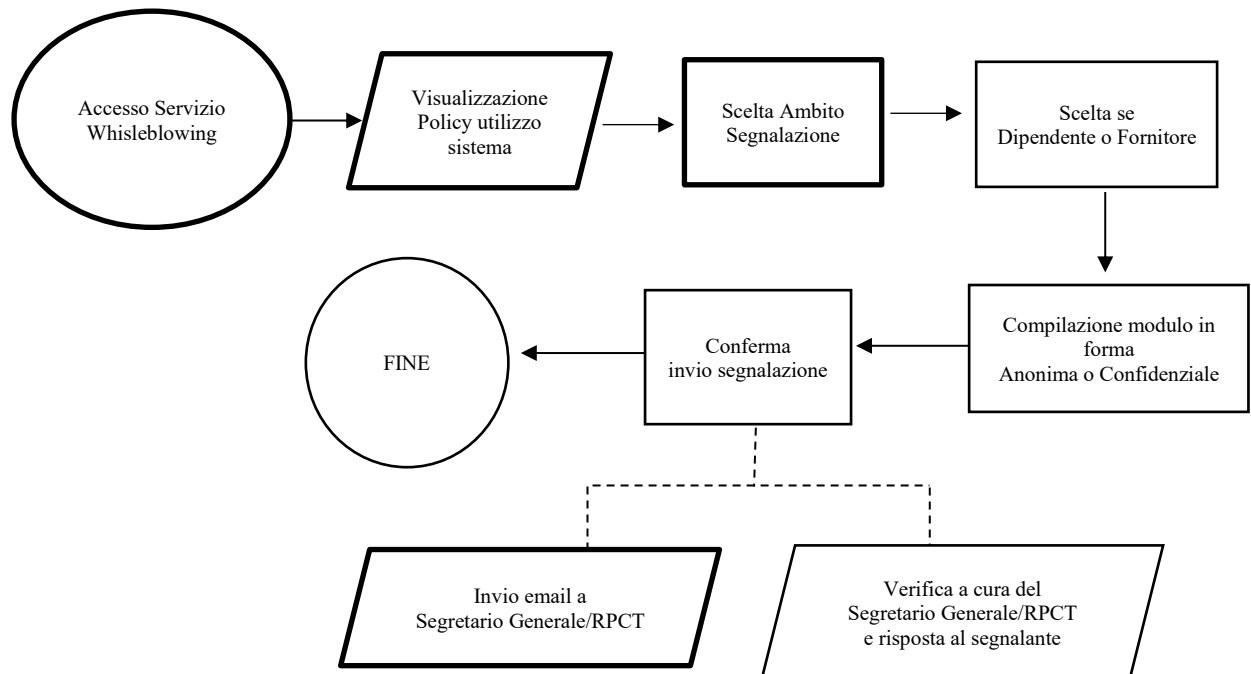 Accesso Servizio
Whisleblowing
Visualizzazione
Policy utilizzo
sistema
Scelta Ambito
Segnalazione
Scelta se
Dipendente o Fornitore
Compilazione modulo in
forma
Anonima o Confidenziale
Conferma
invio segnalazione
FINE
Invio email a
Segretario Generale/RPCT
Verifica a cura del
Segretario Generale/RPCT
e risposta al segnalante